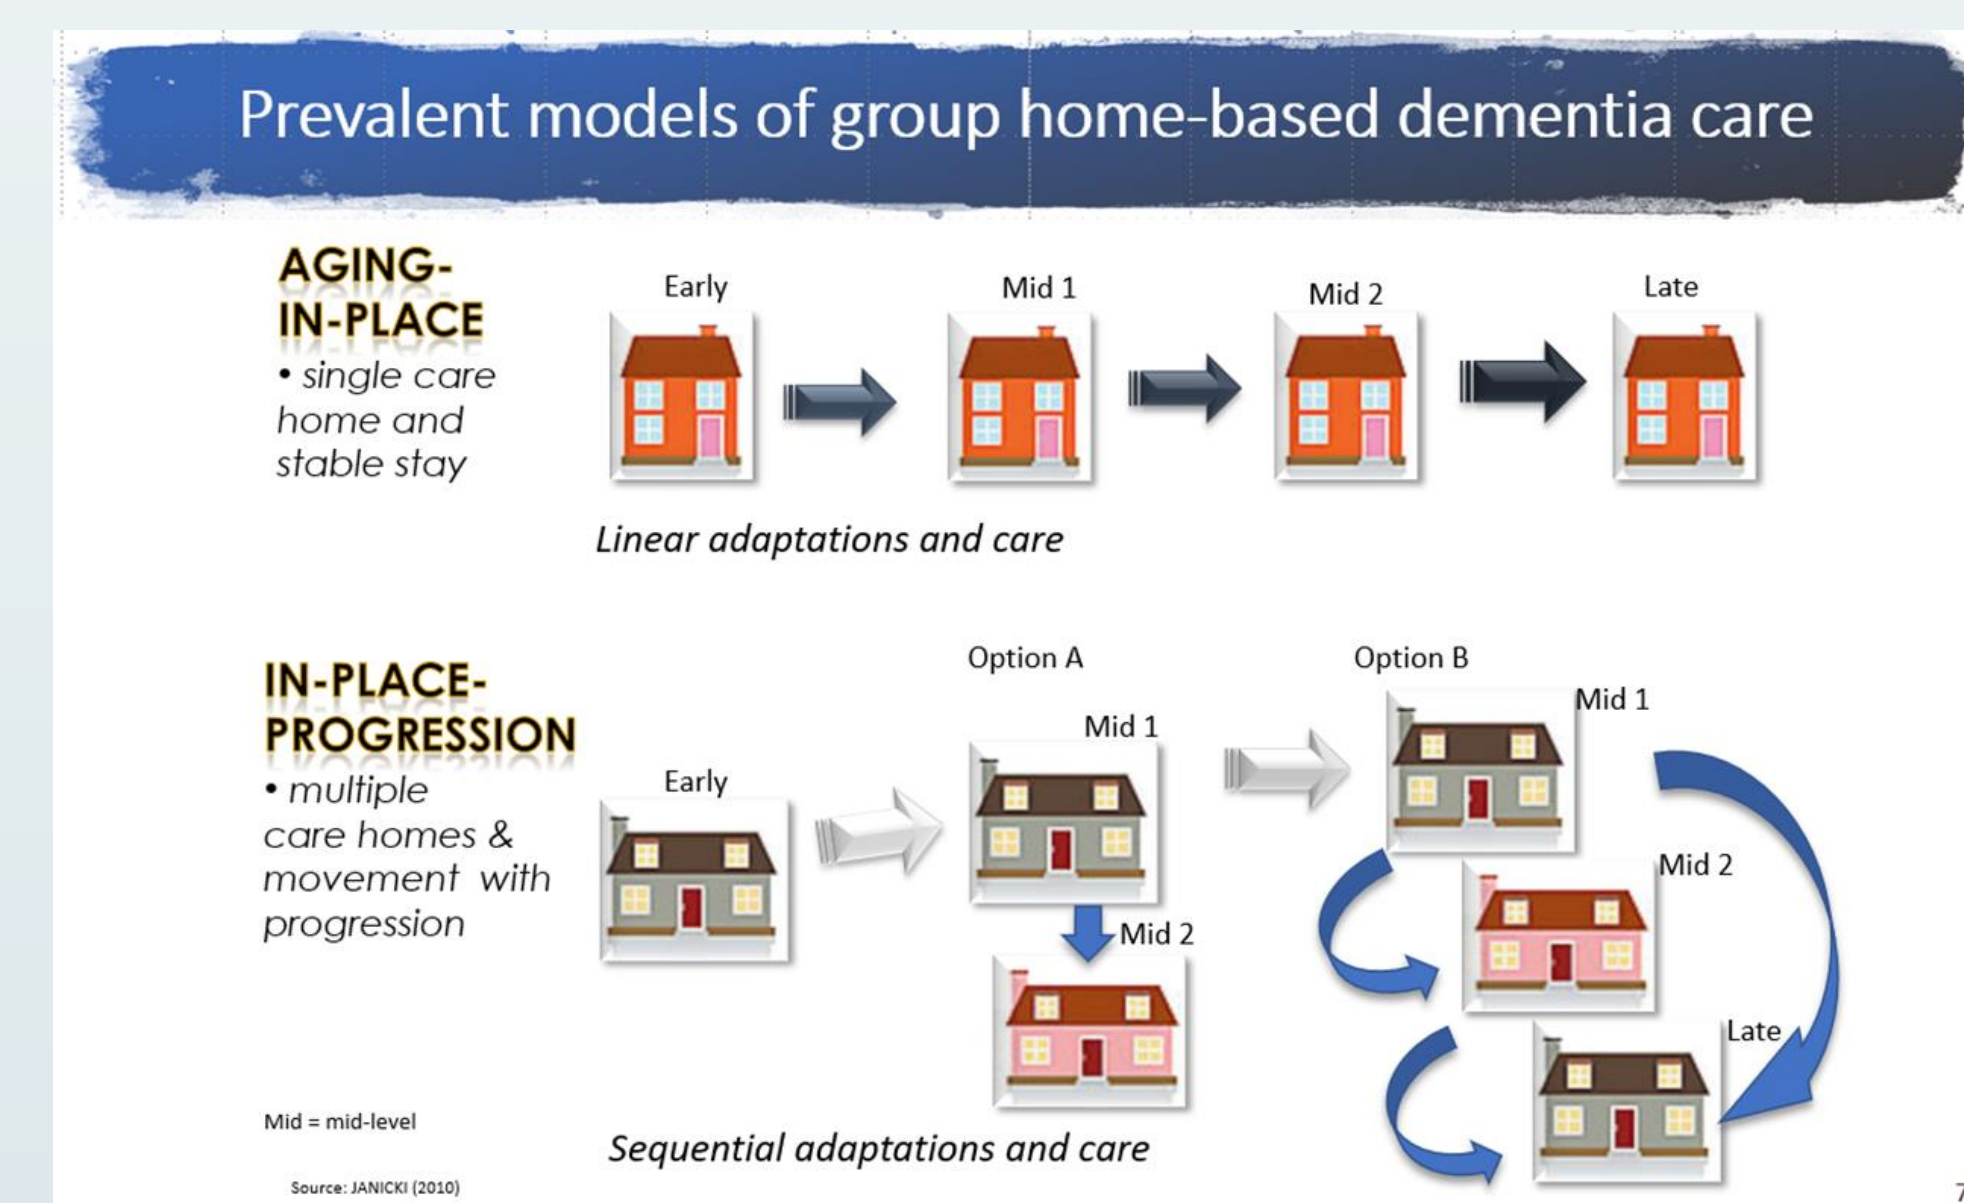 Prevalent models of group home-based dementia care
AGING-
IN-PLACE
• single care
home and
stable stay
Early
Mid 1
Mid 2
Late
Linear adaptations and care
IN-PLACE-
PROGRESSION
• multiple
care homes &
movement with
progression
Early
Option A
Mid 1
Mid 2
Option B
Mid 1
Mid 2
Late
Mid = mid-level
Sequential adaptations and care
Source: JANICKI (2010)
7